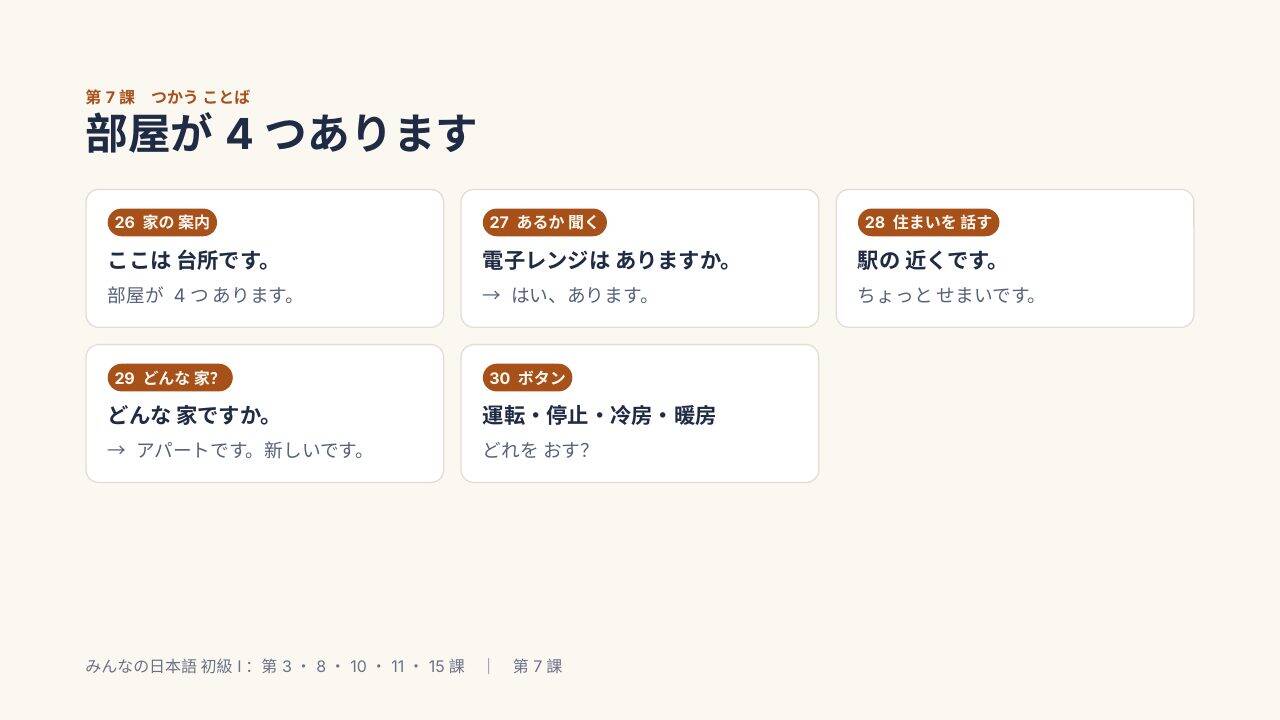 第 7 課　つかう ことば
部屋が 4 つあります
26 家の 案内
ここは 台所です。
部屋が 4 つ あります。
27 あるか 聞く
電子レンジは ありますか。
→ はい、あります。
28 住まいを 話す
駅の 近くです。
ちょっと せまいです。
29 どんな 家?
どんな 家ですか。
→ アパートです。新しいです。
30 ボタン
運転・停止・冷房・暖房
どれを おす?
みんなの日本語 初級 I： 第 3 ・ 8 ・ 10 ・ 11 ・ 15 課 ｜ 第 7 課